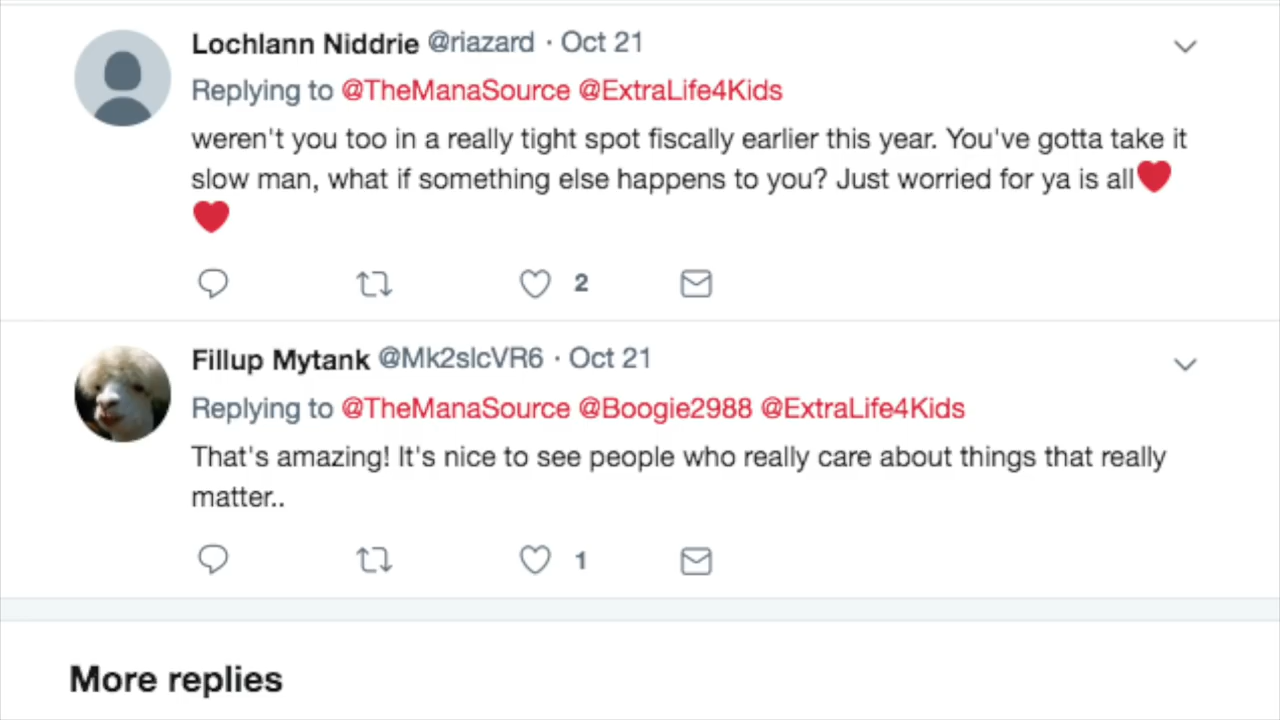 Lochlann Niddrie @riazard · Oct 21
Replying to @TheManaSource @ExtraLife4Kids
weren't you too in a really tight spot fiscally earlier this year. You've gotta take it
slow man, what if something else happens to you? Just worried for ya is all❤️
❤️
2
Fillup Mytank @Mk2slcVR6 · Oct 21
Replying to @TheManaSource @Boogie2988 @ExtraLife4Kids
That's amazing! It's nice to see people who really care about things that really
matter..
1
More replies